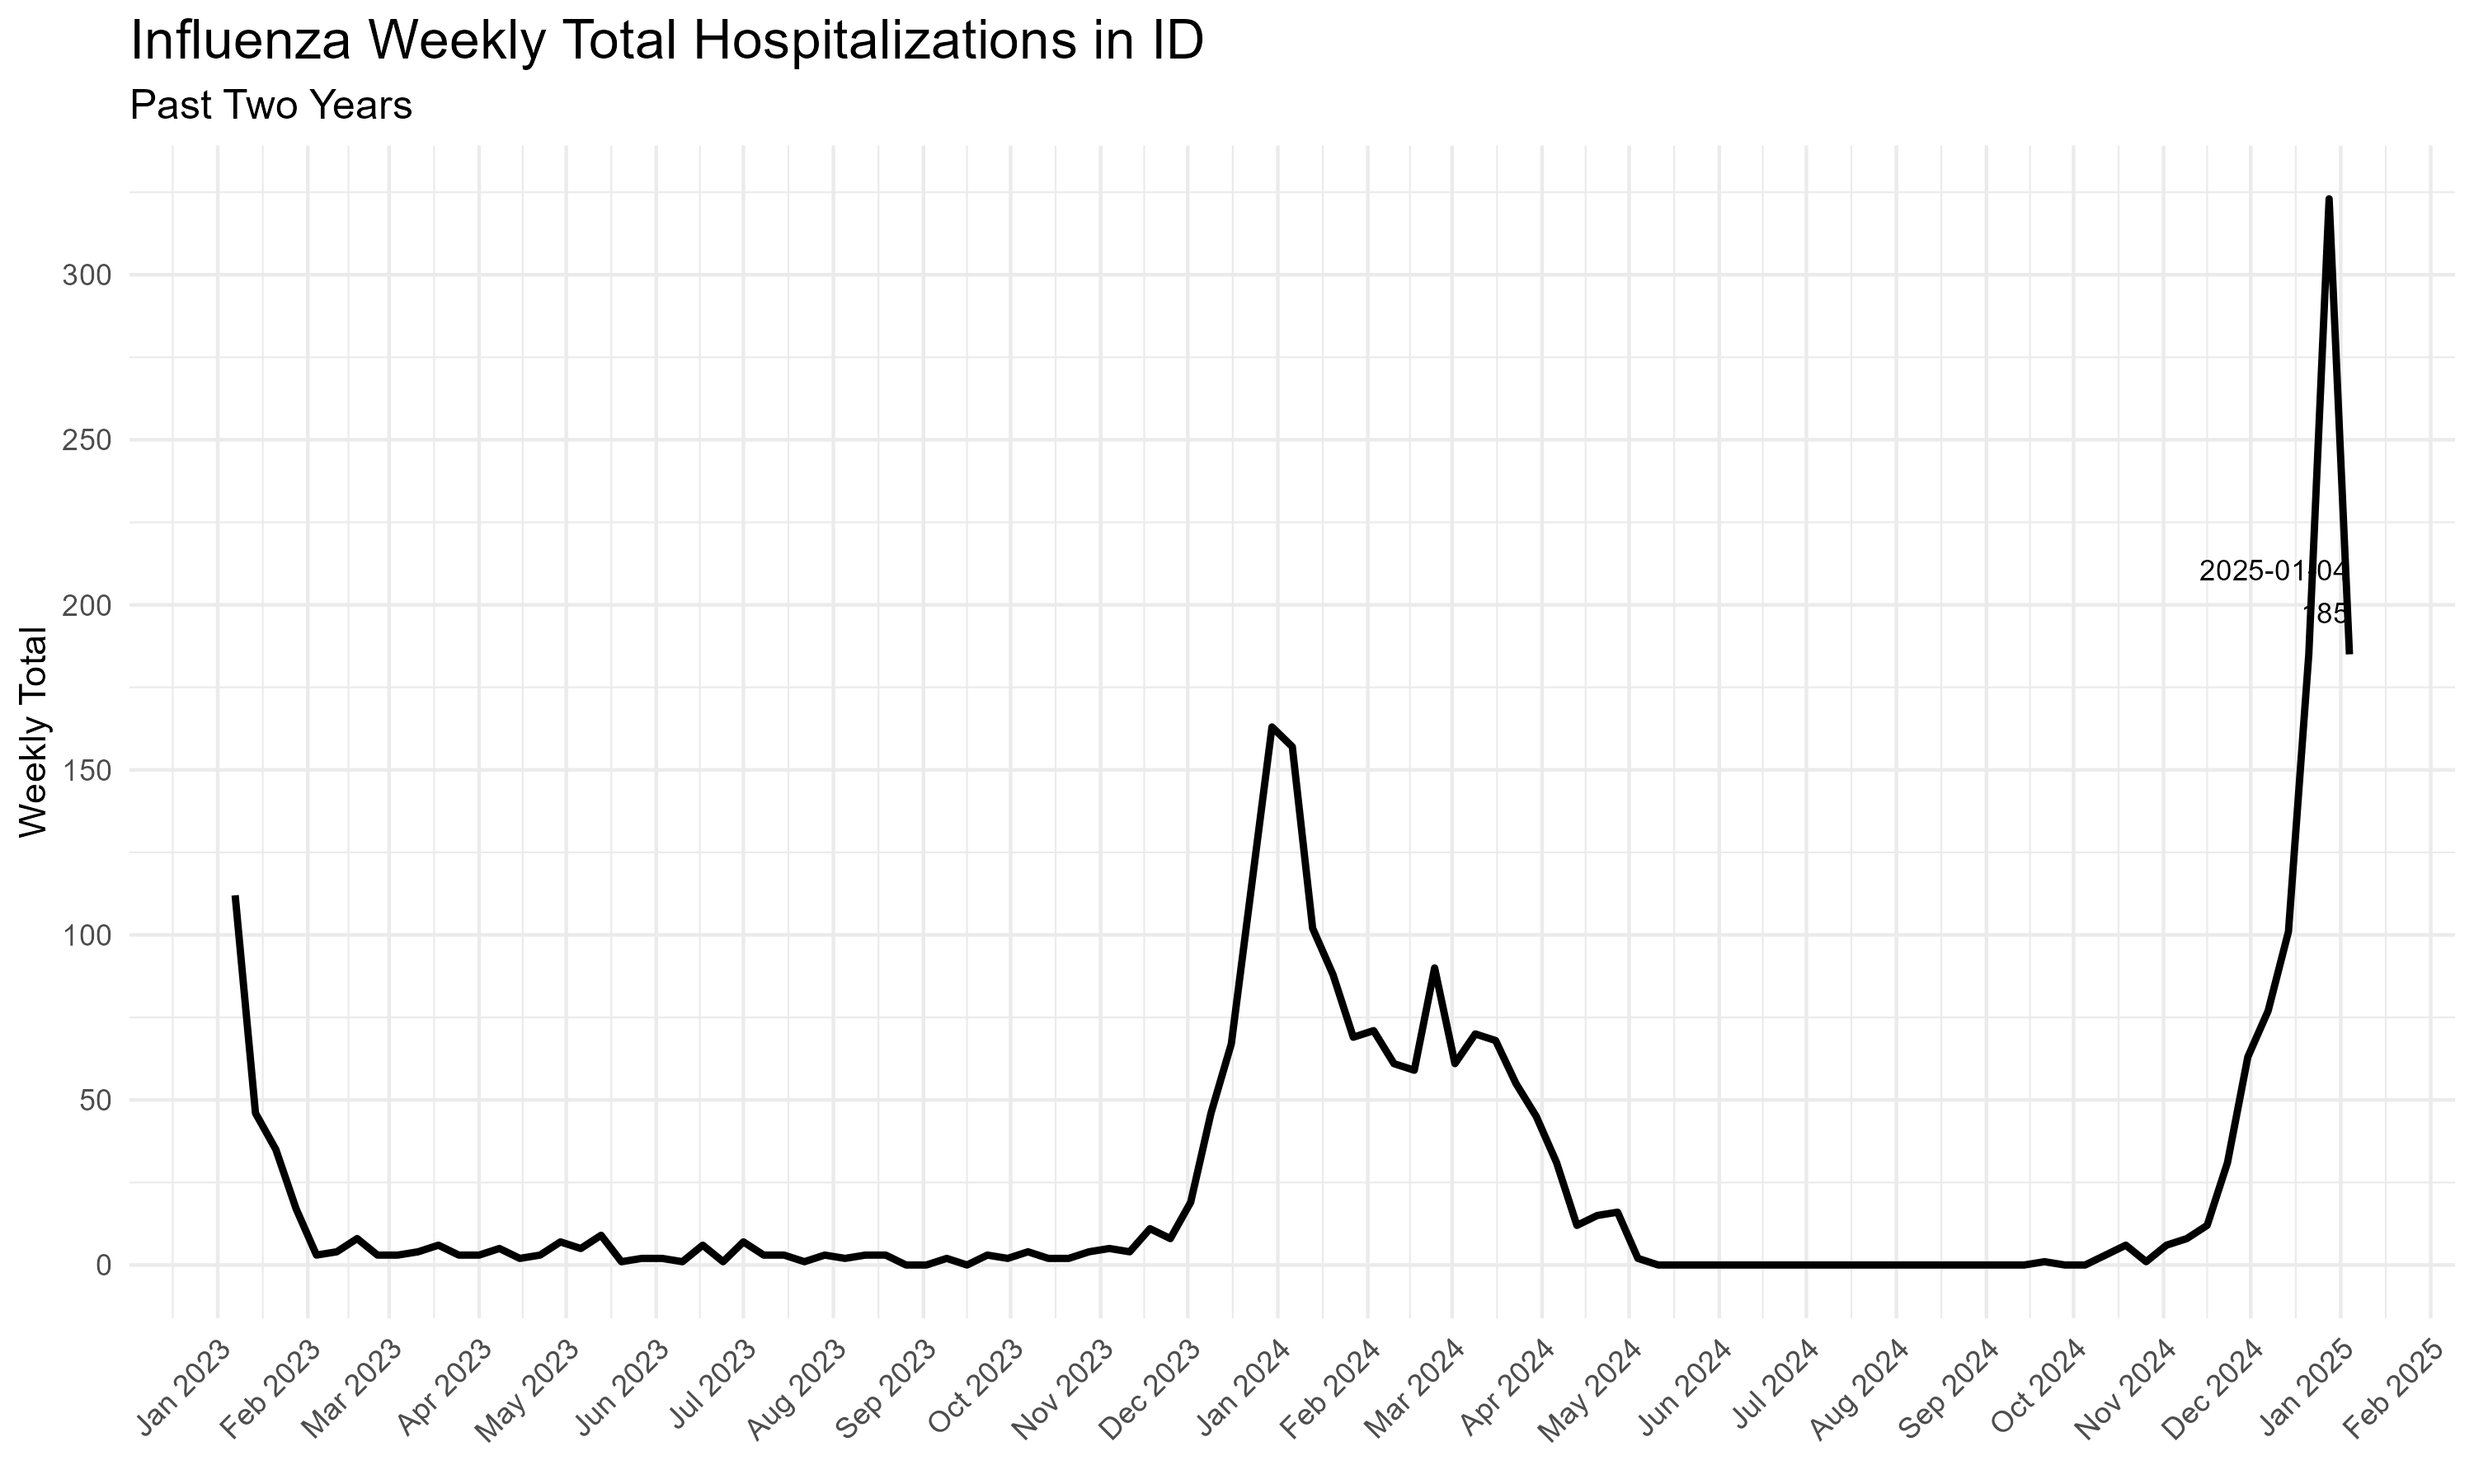 Influenza Weekly Total Hospitalizations in ID
Past Two Years
Weekly Total
300
250
200
150
100
50
0
2025-01-04
185
Jan 2023
Feb 2023
Mar 2023
Apr 2023
May 2023
Jun 2023
Jul 2023
Aug 2023
Sep 2023
Oct 2023
Nov 2023
Dec 2023
Jan 2024
Feb 2024
Mar 2024
Apr 2024
May 2024
Jun 2024
Jul 2024
Aug 2024
Sep 2024
Oct 2024
Nov 2024
Dec 2024
Jan 2025
Feb 2025